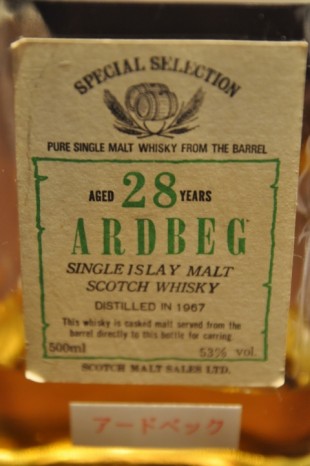 SPECIAL SELECTION
PURE SINGLE MALT WHISKY FROM THE BARREL
AGED 28 YEARS
ARDBEG
SINGLE ISLAY MALT
SCOTCH WHISKY
DISTILLED IN 1967
This whisky is casked malt served from the
barrel directly to this bottle for carring.
500ml 53% vol.
SCOTCH MALT SALES LTD.
アードベック